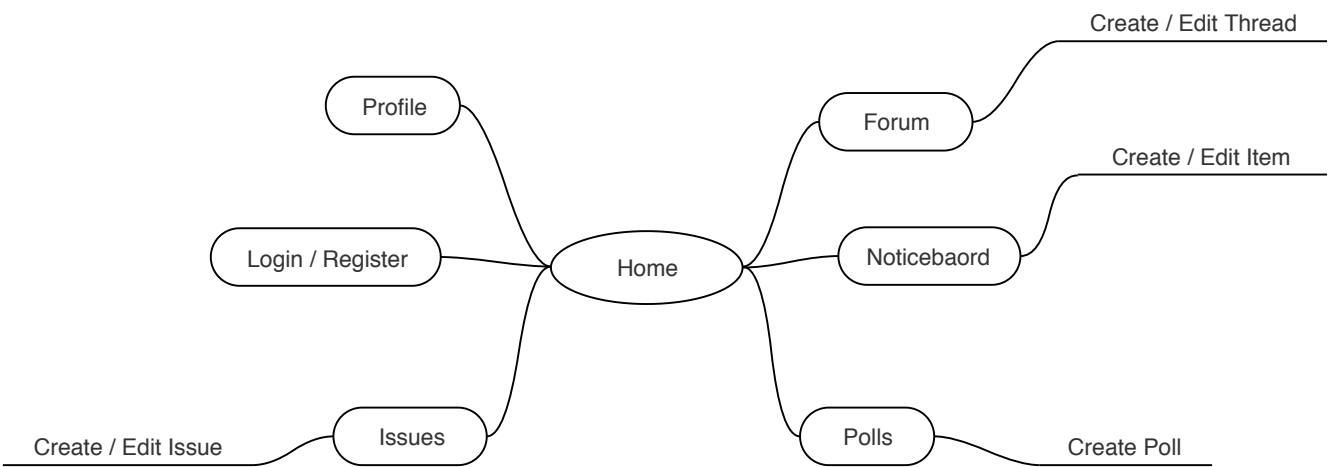 Create / Edit Thread
Profile
Forum
Create / Edit Item
Login / Register
Home
Noticebaord
Create / Edit Issue
Issues
Polls
Create Poll